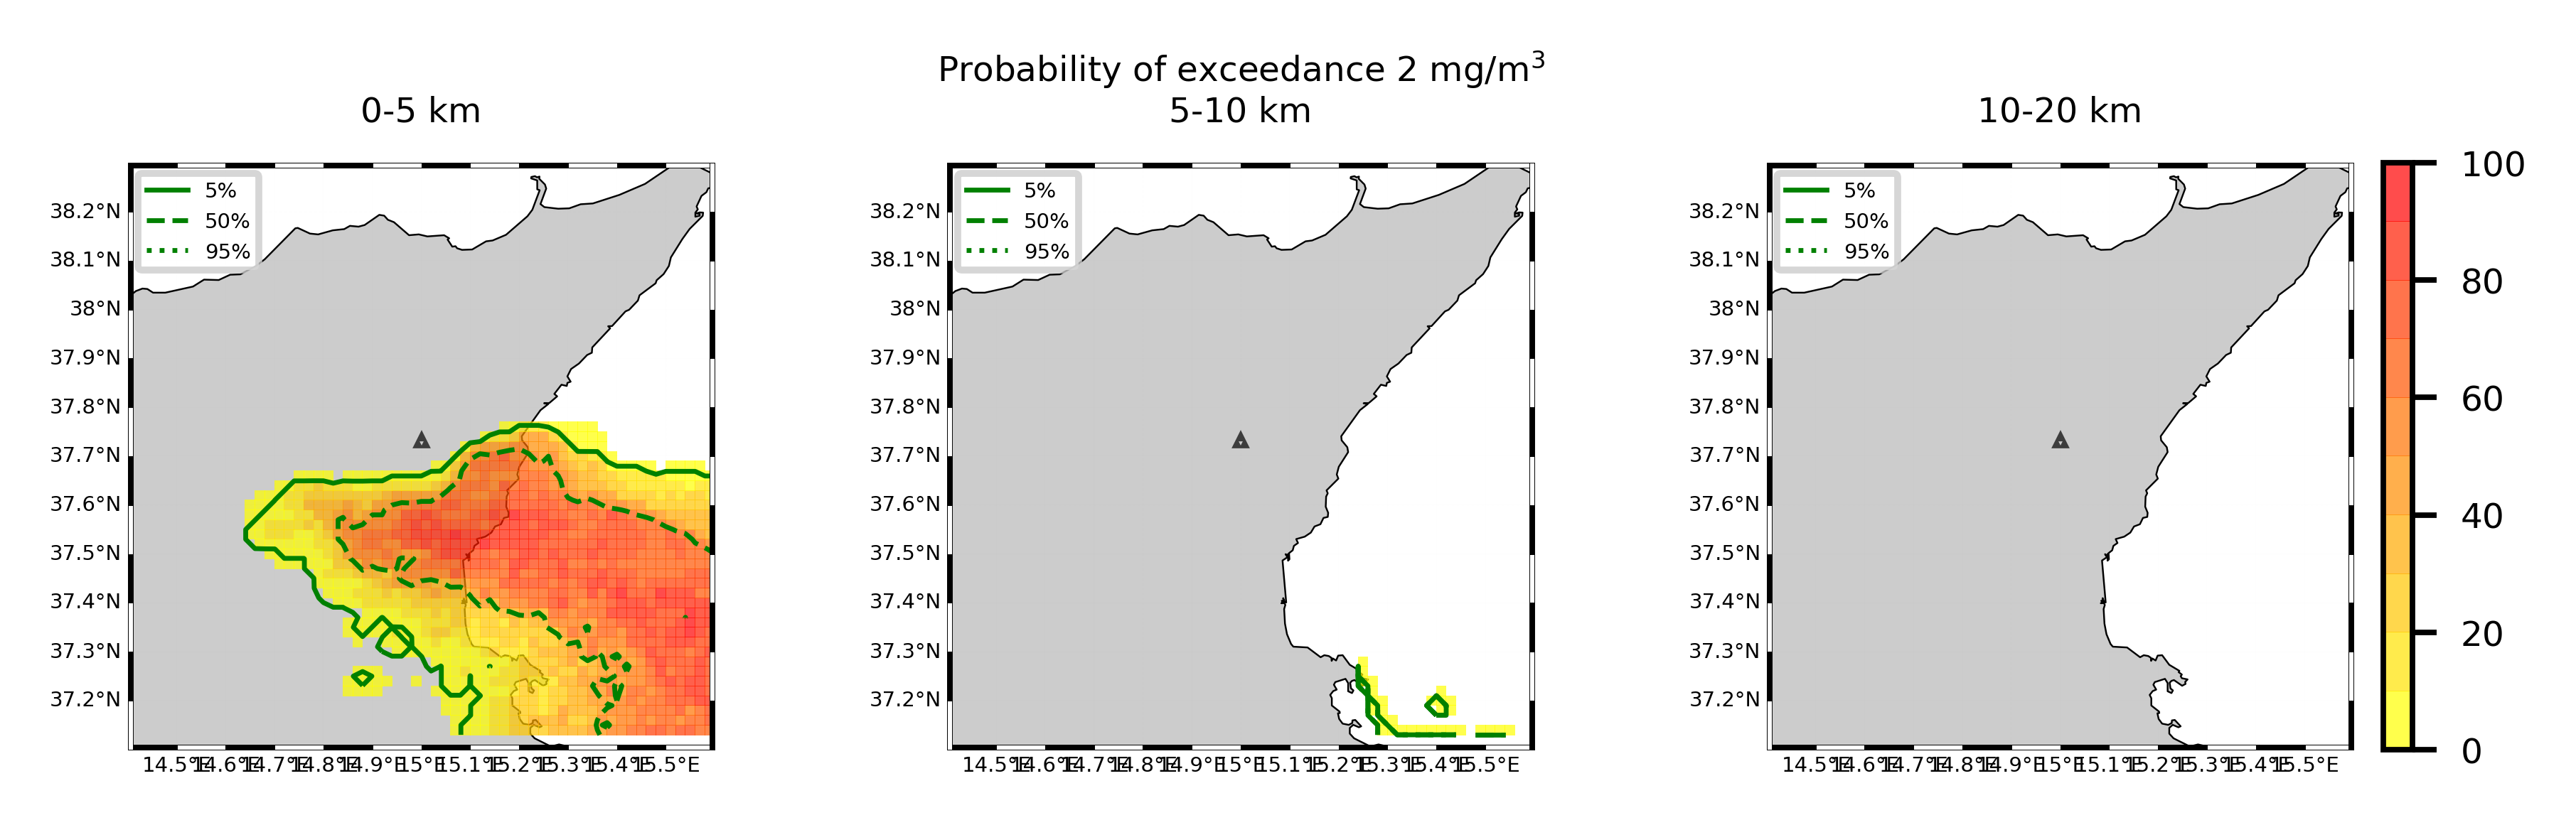 Probability of exceedance 2 mg/m³
0-5 km
5-10 km
10-20 km
5%
50%
95%
38.2°N
38.1°N
38°N
37.9°N
37.8°N
37.7°N
37.6°N
37.5°N
37.4°N
37.3°N
37.2°N
14.5°E 14.6°E 14.7°E 14.8°E 14.9°E 15°E 15.1°E 15.2°E 15.3°E 15.4°E 15.5°E
5%
50%
95%
38.2°N
38.1°N
38°N
37.9°N
37.8°N
37.7°N
37.6°N
37.5°N
37.4°N
37.3°N
37.2°N
14.5°E 14.6°E 14.7°E 14.8°E 14.9°E 15°E 15.1°E 15.2°E 15.3°E 15.4°E 15.5°E
5%
50%
95%
38.2°N
38.1°N
38°N
37.9°N
37.8°N
37.7°N
37.6°N
37.5°N
37.4°N
37.3°N
37.2°N
14.5°E 14.6°E 14.7°E 14.8°E 14.9°E 15°E 15.1°E 15.2°E 15.3°E 15.4°E 15.5°E
100
80
60
40
20
0